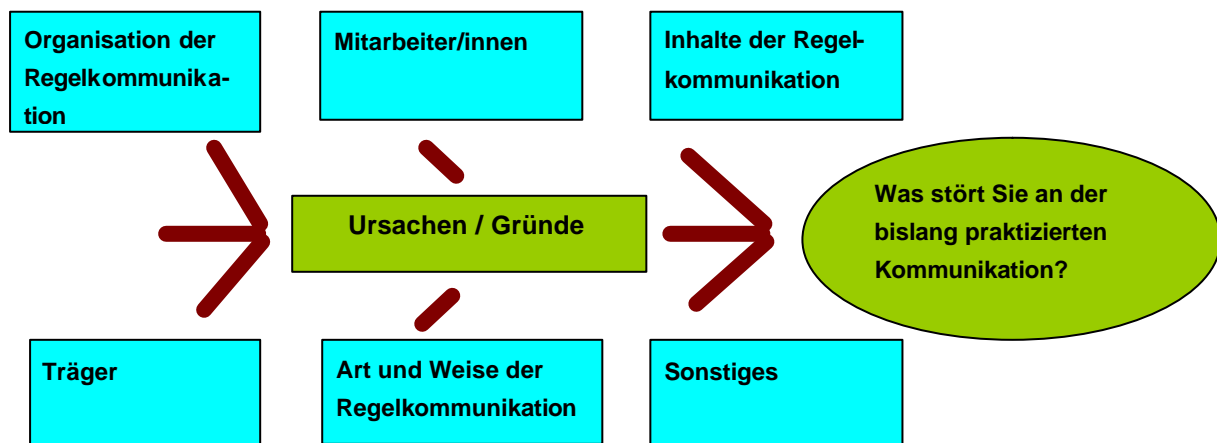 Organisation der
Regelkommunika-
tion
Mitarbeiter/innen
Inhalte der Regel-
kommunikation
Ursachen / Gründe
Was stört Sie an der
bislang praktizierten
Kommunikation?
Träger
Art und Weise der
Regelkommunikation
Sonstiges